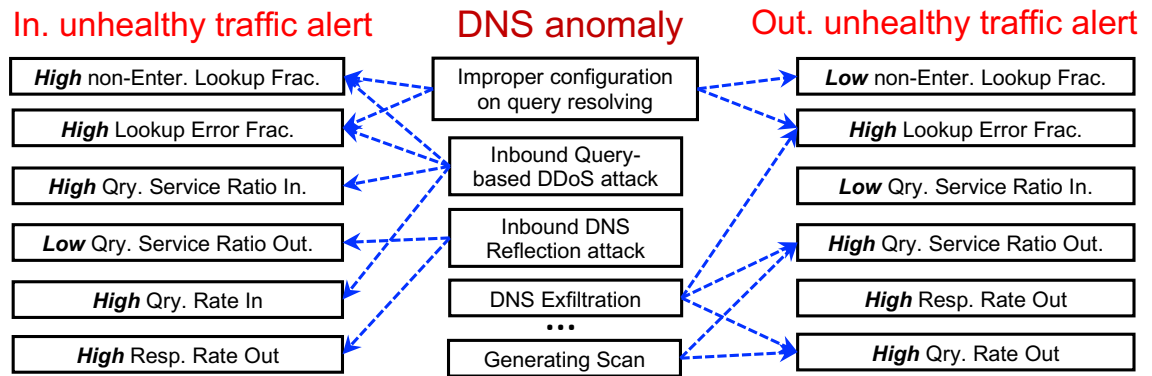 In. unhealthy traffic alert
DNS anomaly
Out. unhealthy traffic alert
High non-Enter. Lookup Frac.
High Lookup Error Frac.
High Qry. Service Ratio In.
Low Qry. Service Ratio Out.
High Qry. Rate In
High Resp. Rate Out
Improper configuration
on query resolving
Inbound Query-
based DDoS attack
Inbound DNS
Reflection attack
DNS Exfiltration
...
Generating Scan
Low non-Enter. Lookup Frac.
High Lookup Error Frac.
Low Qry. Service Ratio In.
High Qry. Service Ratio Out.
High Resp. Rate Out
High Qry. Rate Out